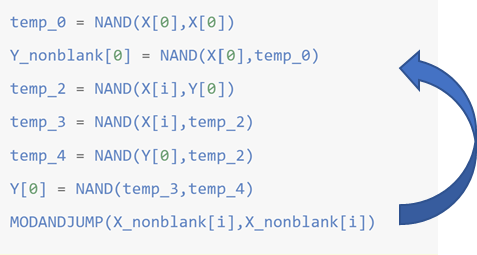 temp_0 = NAND(X[0],X[0])
Y_nonblank[0] = NAND(X[0],temp_0)
temp_2 = NAND(X[i],Y[0])
temp_3 = NAND(X[i],temp_2)
temp_4 = NAND(Y[0],temp_2)
Y[0] = NAND(temp_3,temp_4)
MODANDJUMP(X_nonblank[i],X_nonblank[i])